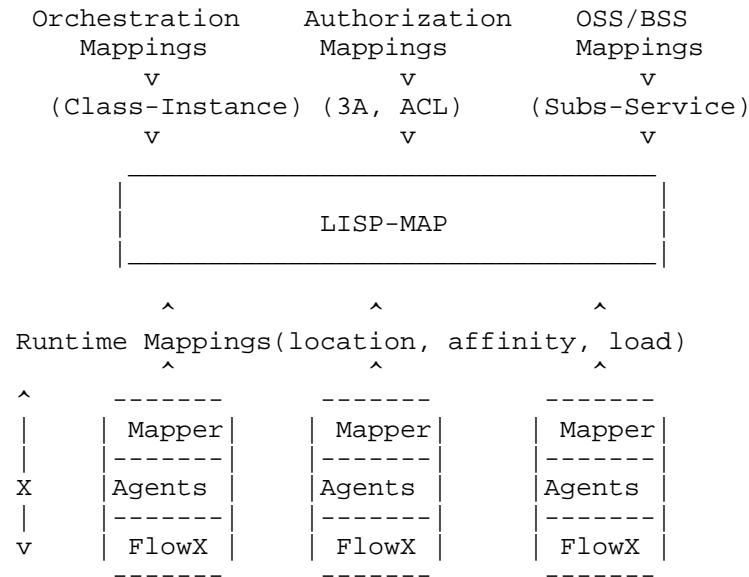 Orchestration Authorization OSS/BSS
Mappings Mappings Mappings
v v v
(Class-Instance) (3A, ACL) (Subs-Service)
v v v
LISP-MAP
^ ^ ^
Runtime Mappings(location, affinity, load)
^ ^ ^
^ ------- ------- -------
| | Mapper| | Mapper| | Mapper|
| |-------| |-------| |-------|
X |Agents | |Agents | |Agents |
| |-------| |-------| |-------|
v | FlowX | | FlowX | | FlowX |
------- ------- -------